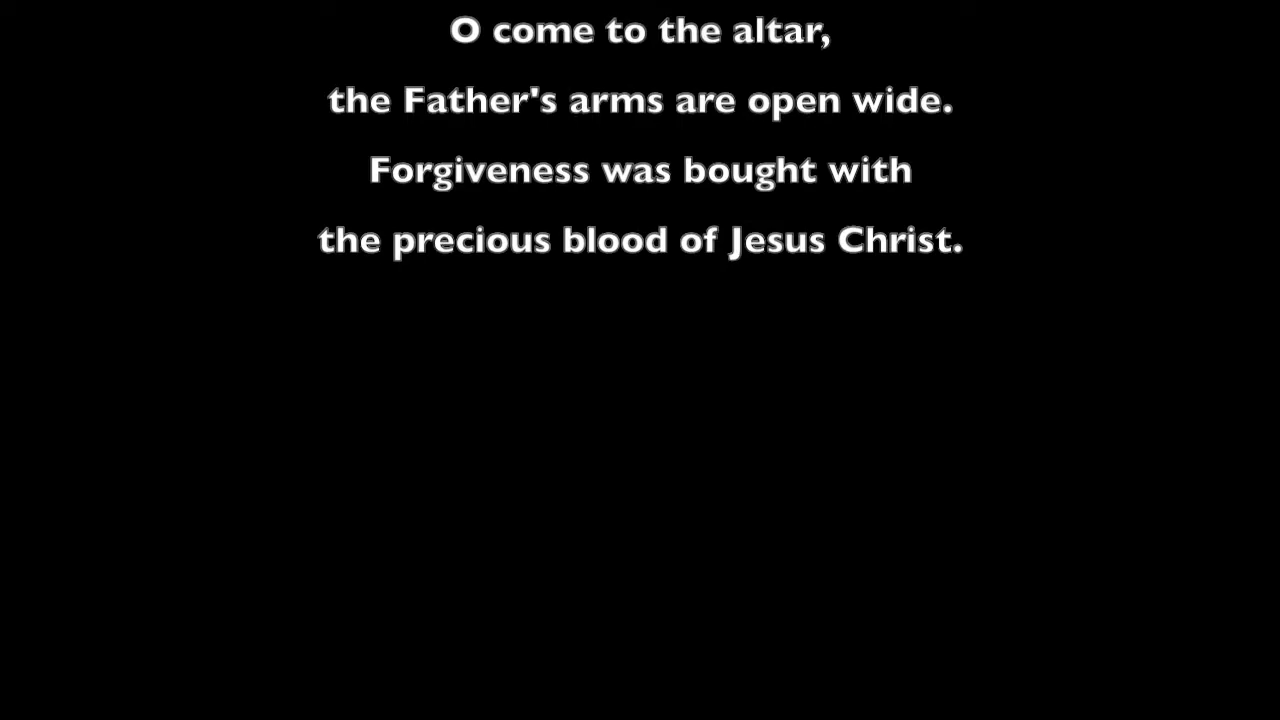 O come to the altar,
the Father's arms are open wide.
Forgiveness was bought with
the precious blood of Jesus Christ.